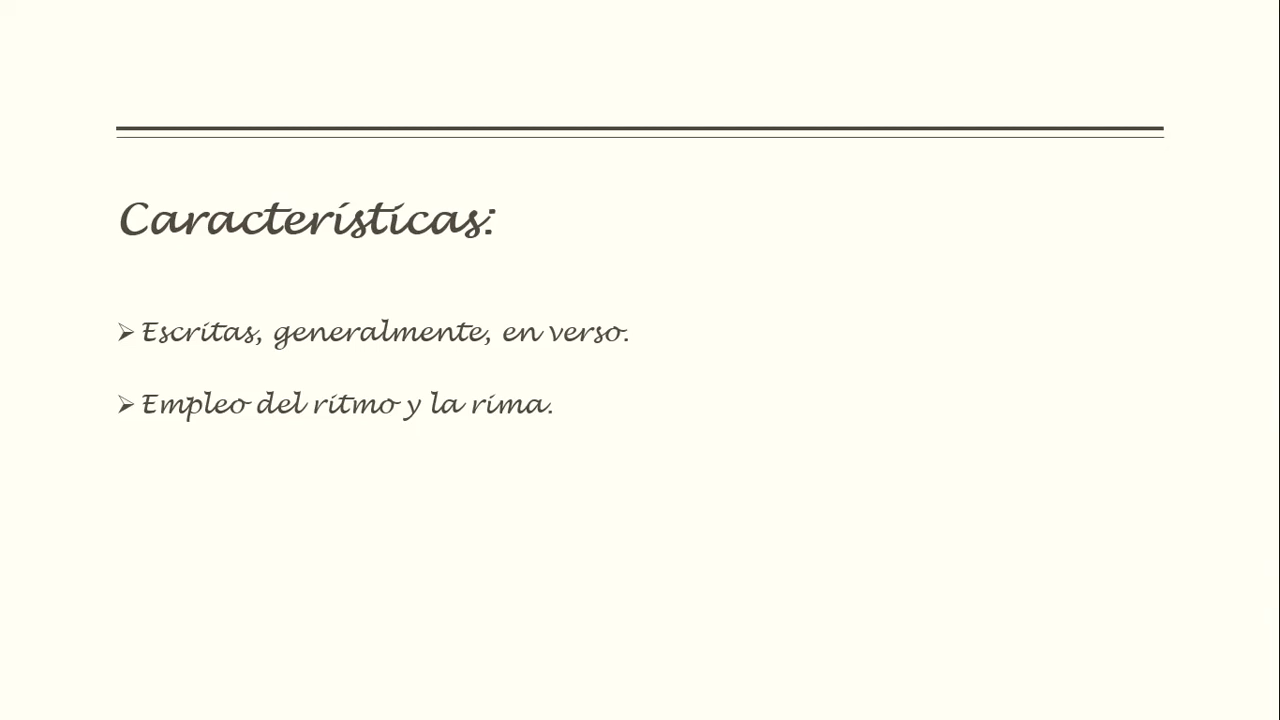 Características:
➢ Escritas, generalmente, en verso.
➢ Empleo del ritmo y la rima.